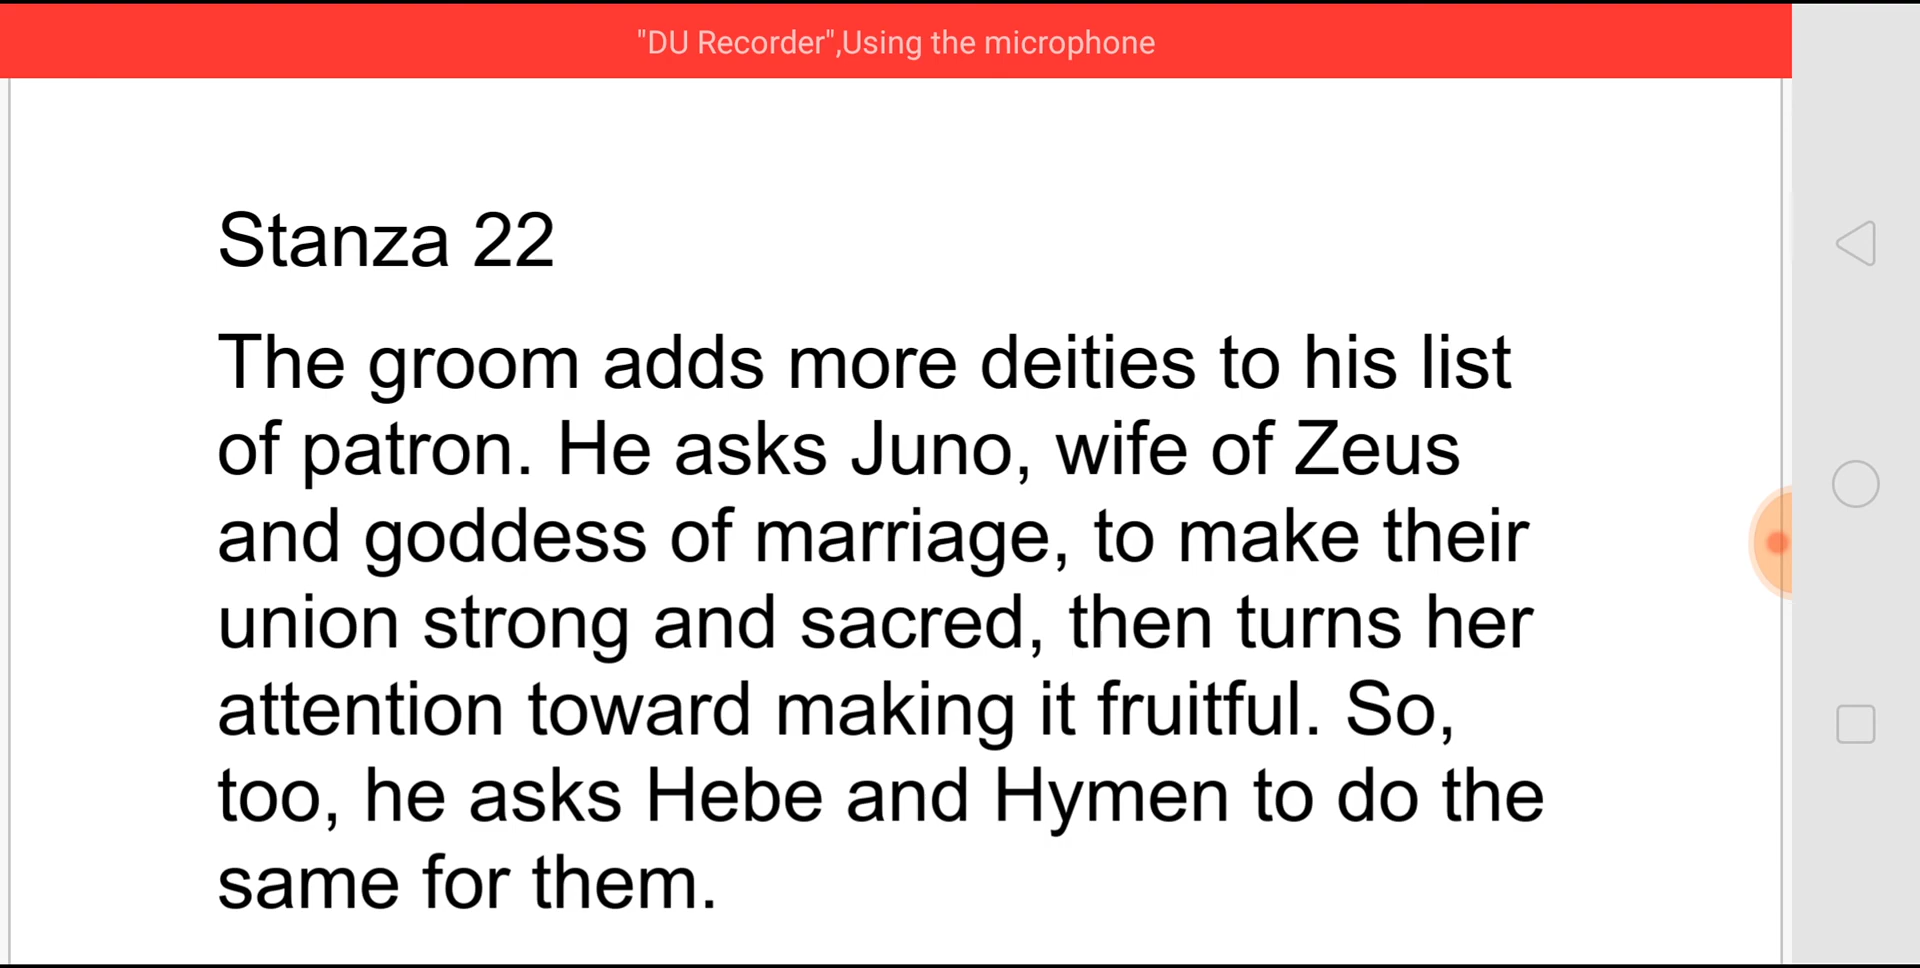 "DU Recorder",Using the microphone
Stanza 22
The groom adds more deities to his list
of patron. He asks Juno, wife of Zeus
and goddess of marriage, to make their
union strong and sacred, then turns her
attention toward making it fruitful. So,
too, he asks Hebe and Hymen to do the
same for them.